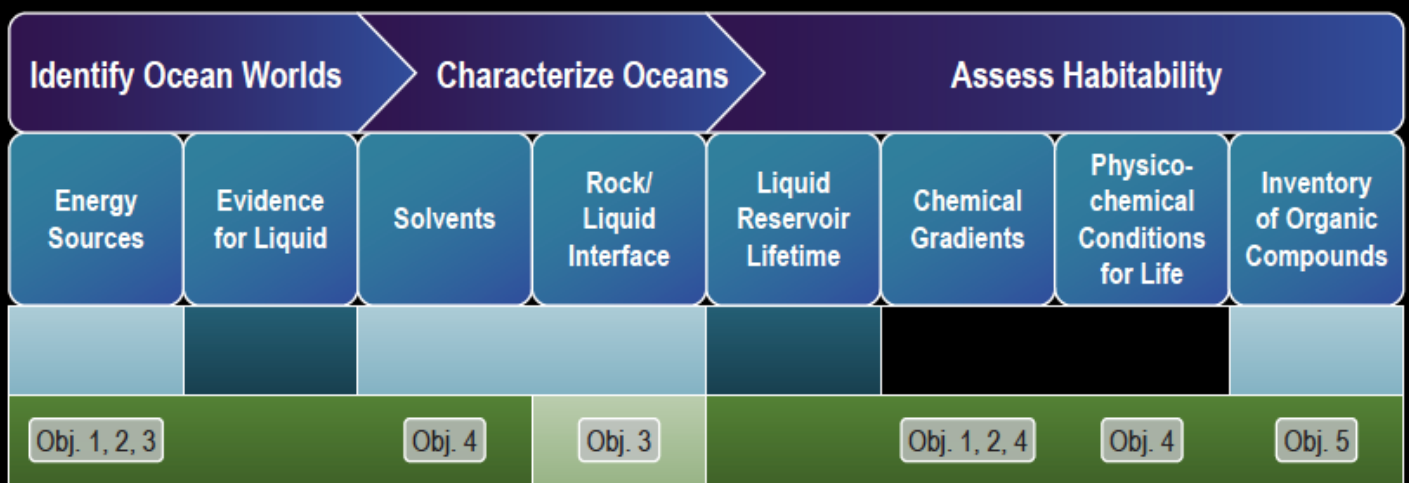 Identify Ocean Worlds
Characterize Oceans
Assess Habitability
Energy
Sources
Evidence
for Liquid
Solvents
Rock/
Liquid
Interface
Liquid
Reservoir
Lifetime
Chemical
Gradients
Physico-
chemical
Conditions
for Life
Inventory
of Organic
Compounds
Obj. 1, 2, 3
Obj. 4
Obj. 3
Obj. 1, 2, 4
Obj. 4
Obj. 5